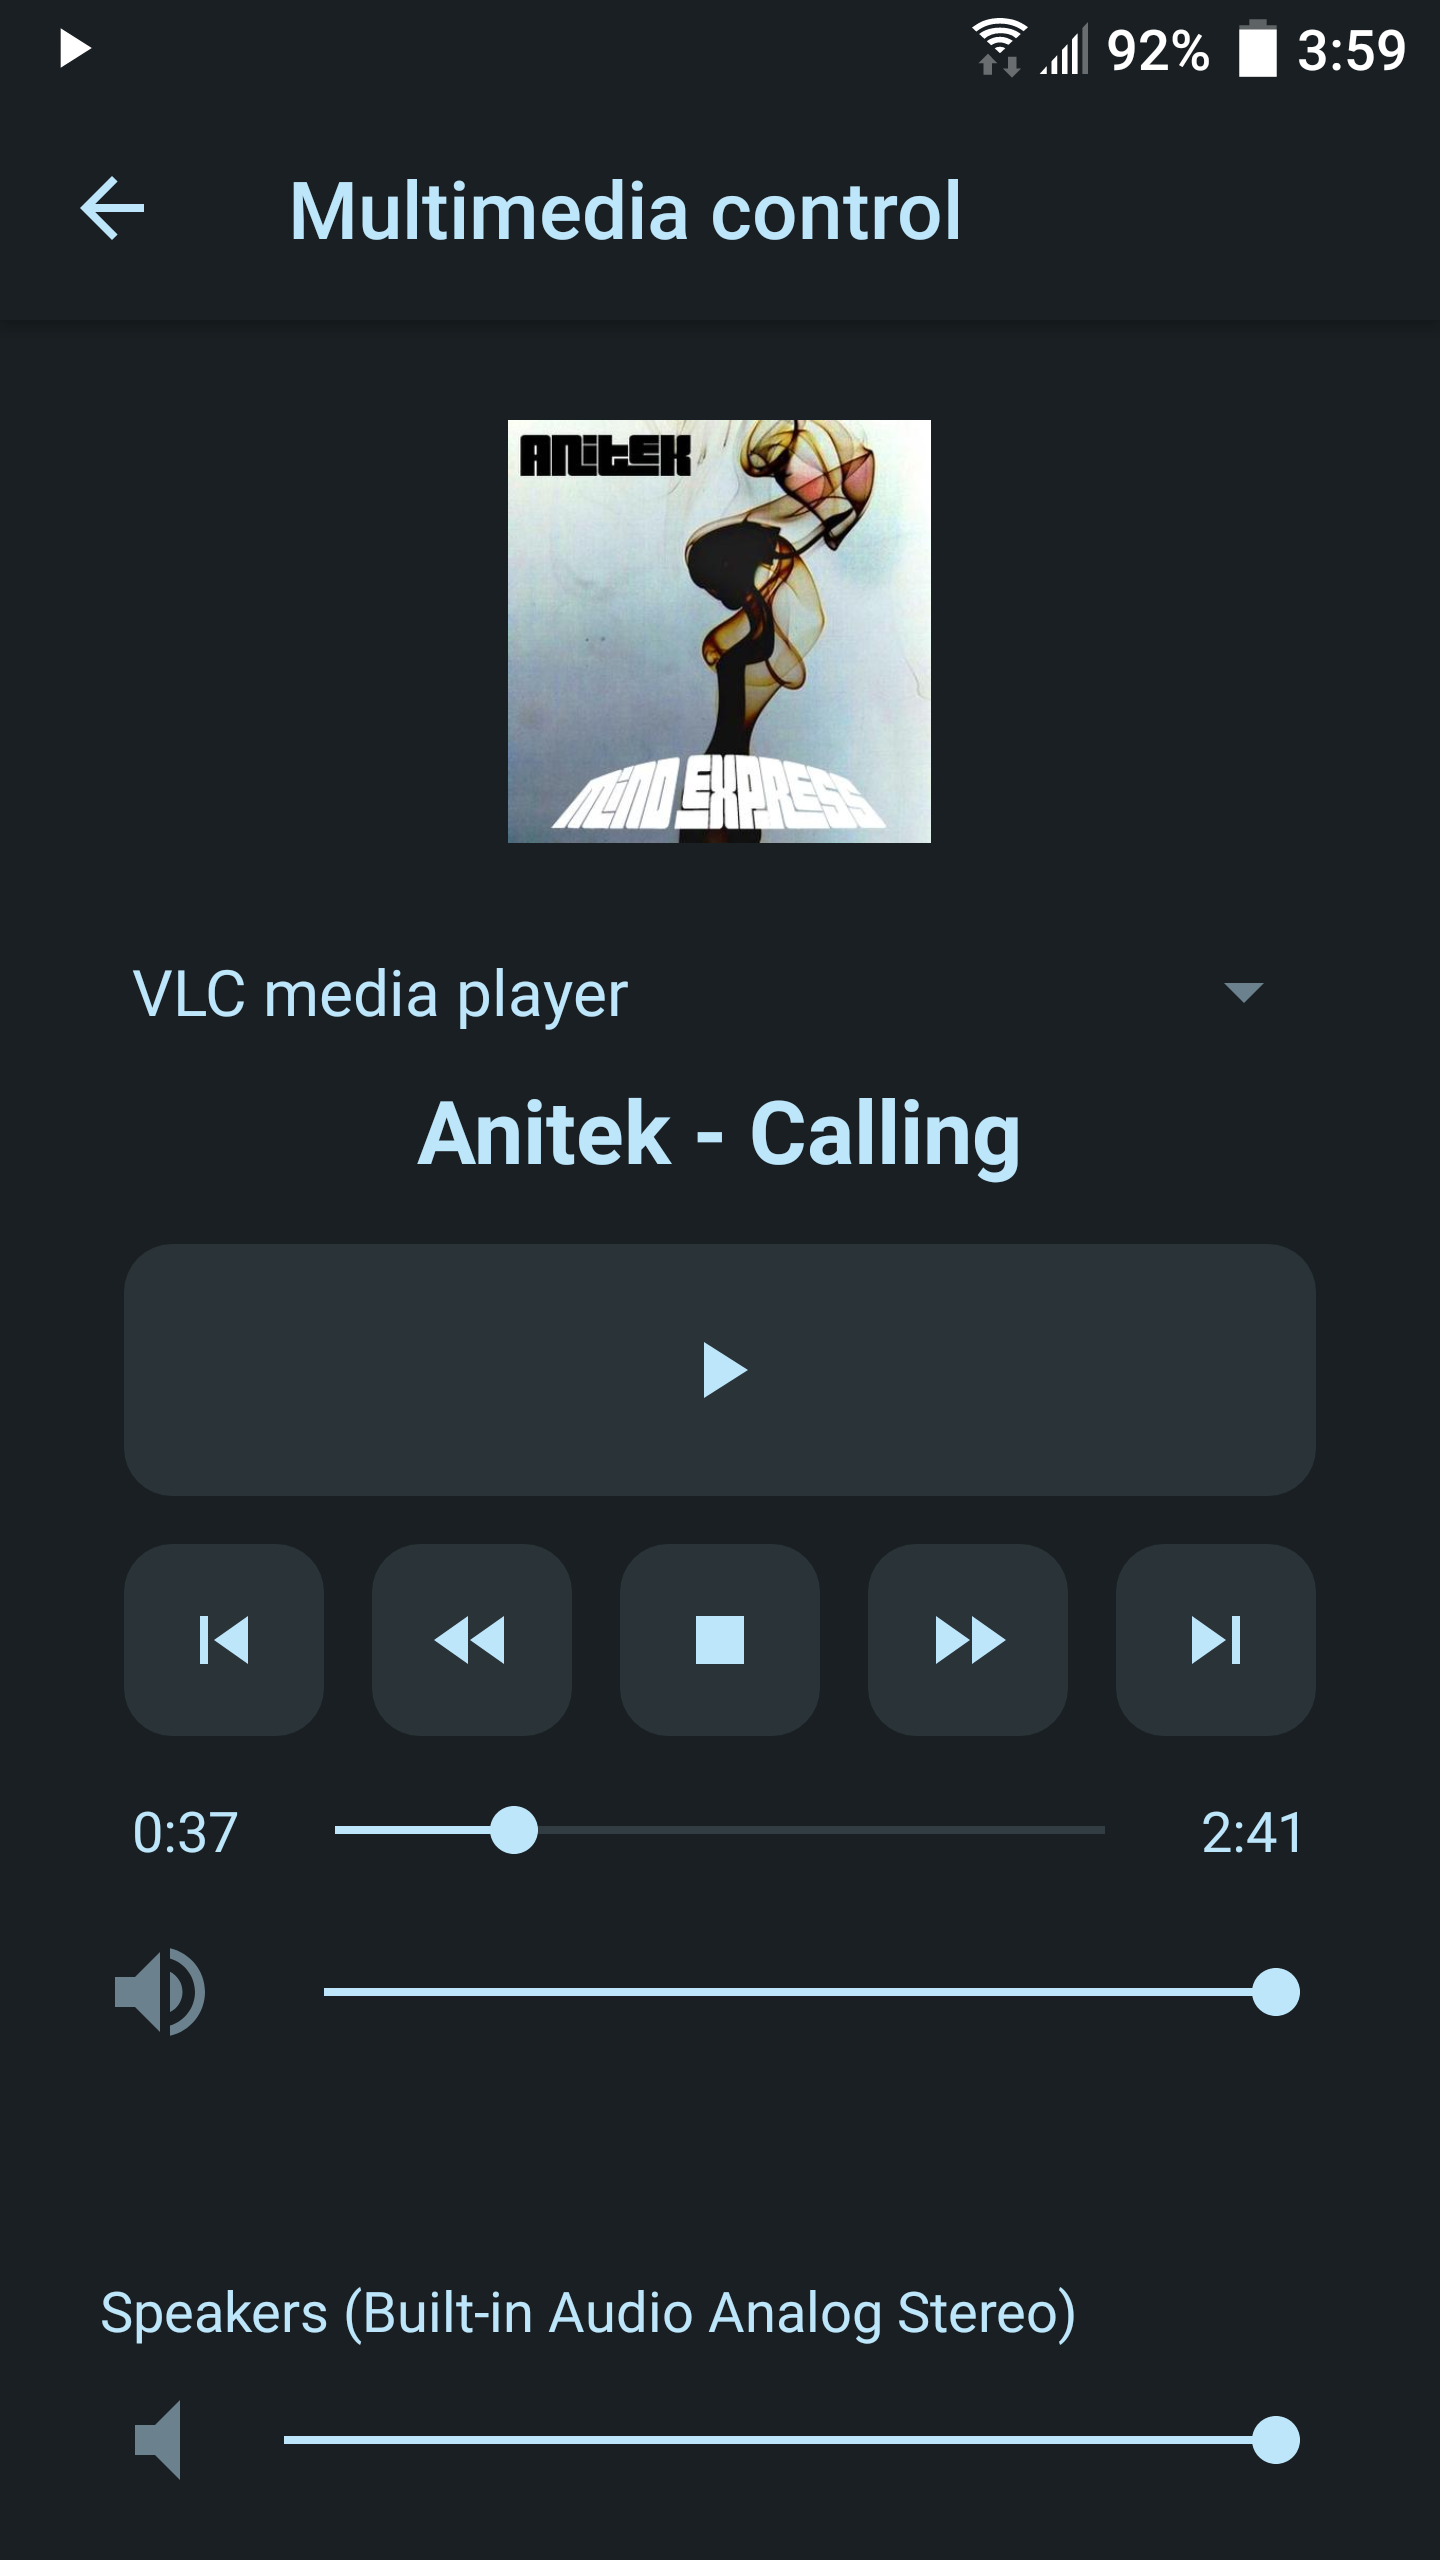 92% 3:59
Multimedia control
ANITEK
MIND EXPRESS
VLC media player
Anitek - Calling
0:37 2:41
Speakers (Built-in Audio Analog Stereo)